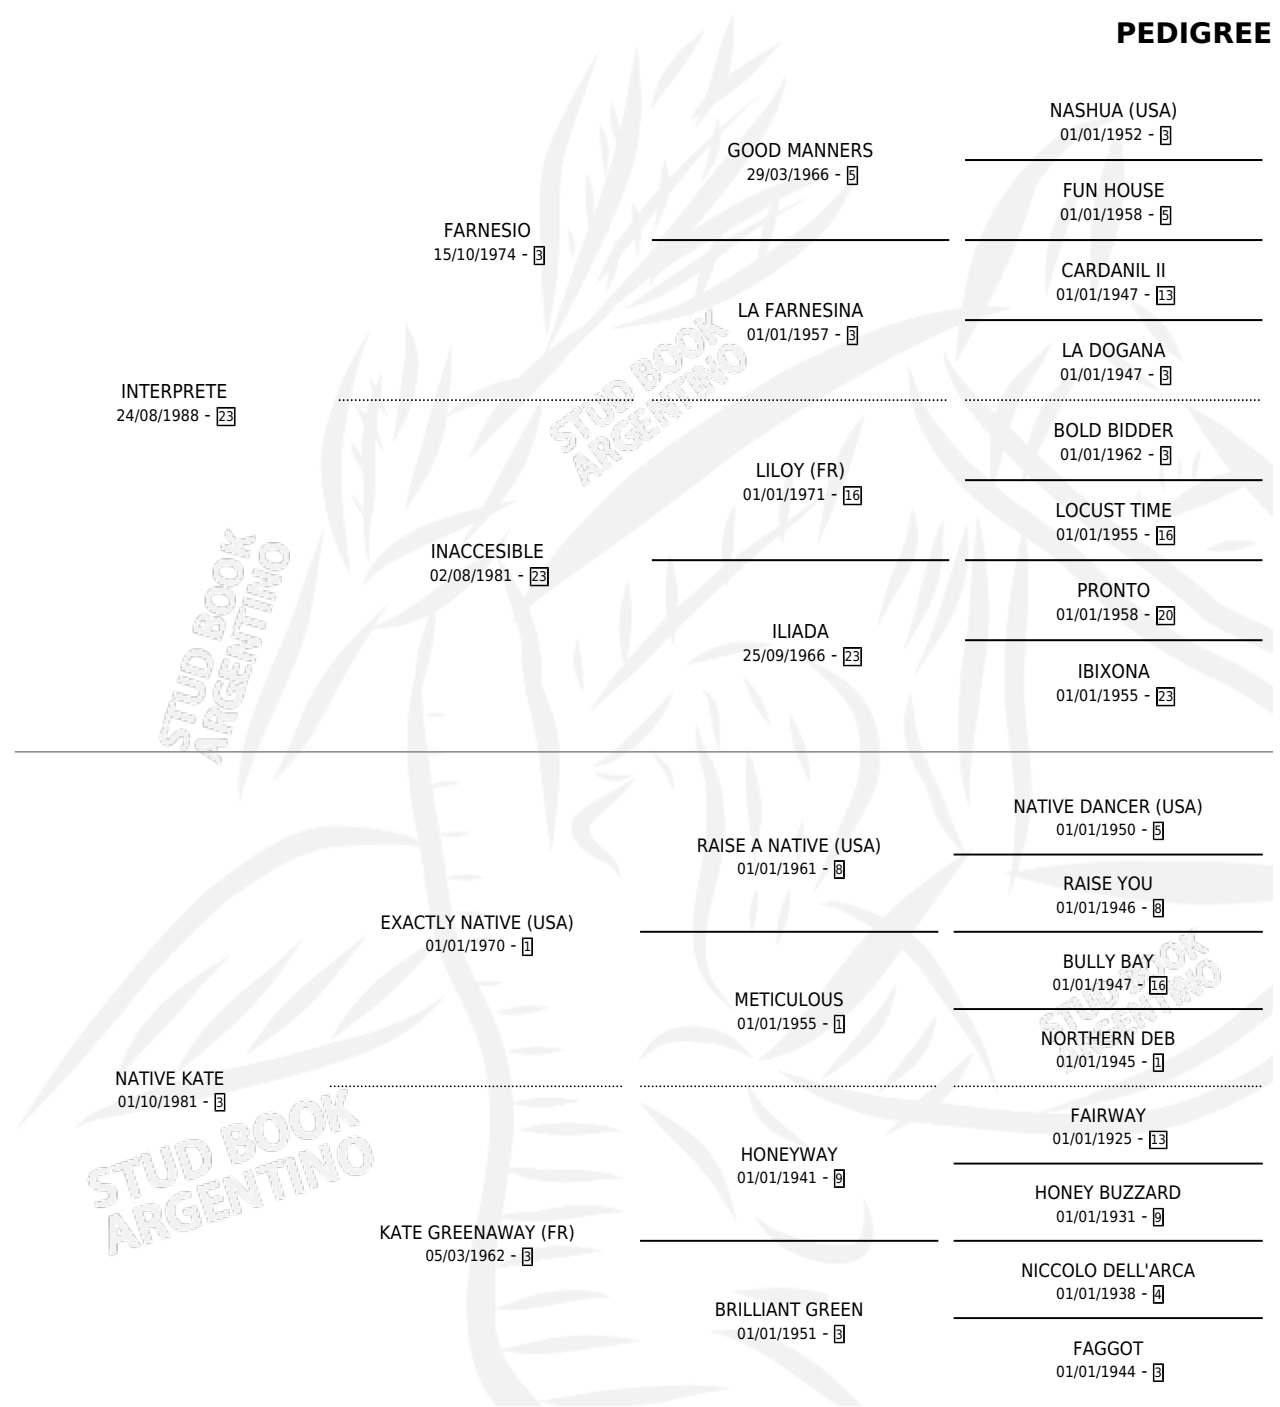 PEDIGREE
NASHUA (USA)
01/01/1952 - 3
GOOD MANNERS
29/03/1966 - 5
FUN HOUSE
01/01/1958 - 5
FARNESIO
15/10/1974 - 3
CARDANIL II
01/01/1947 - 13
LA FARNESINA
01/01/1957 - 3
LA DOGANA
01/01/1947 - 3
INTERPRETE
24/08/1988 - 23
BOLD BIDDER
01/01/1962 - 3
LILOY (FR)
01/01/1971 - 16
LOCUST TIME
01/01/1955 - 16
INACCESIBLE
02/08/1981 - 23
PRONTO
01/01/1958 - 20
ILIADA
25/09/1966 - 23
IBIXONA
01/01/1955 - 23
NATIVE DANCER (USA)
01/01/1950 - 5
RAISE A NATIVE (USA)
01/01/1961 - 8
RAISE YOU
01/01/1946 - 8
EXACTLY NATIVE (USA)
01/01/1970 - 1
BULLY BAY
01/01/1947 - 16
METICULOUS
01/01/1955 - 1
NORTHERN DEB
01/01/1945 - 1
NATIVE KATE
01/10/1981 - 3
FAIRWAY
01/01/1925 - 13
HONEYWAY
01/01/1941 - 9
HONEY BUZZARD
01/01/1931 - 9
KATE GREENAWAY (FR)
05/03/1962 - 3
NICCOLO DELL'ARCA
01/01/1938 - 4
BRILLIANT GREEN
01/01/1951 - 3
FAGGOT
01/01/1944 - 3
STUD BOOK
ARGENTINO
STUD BOOK
ARGENTINO
STUD BOOK
ARGENTINO
STUD BOOK
ARGENTINO